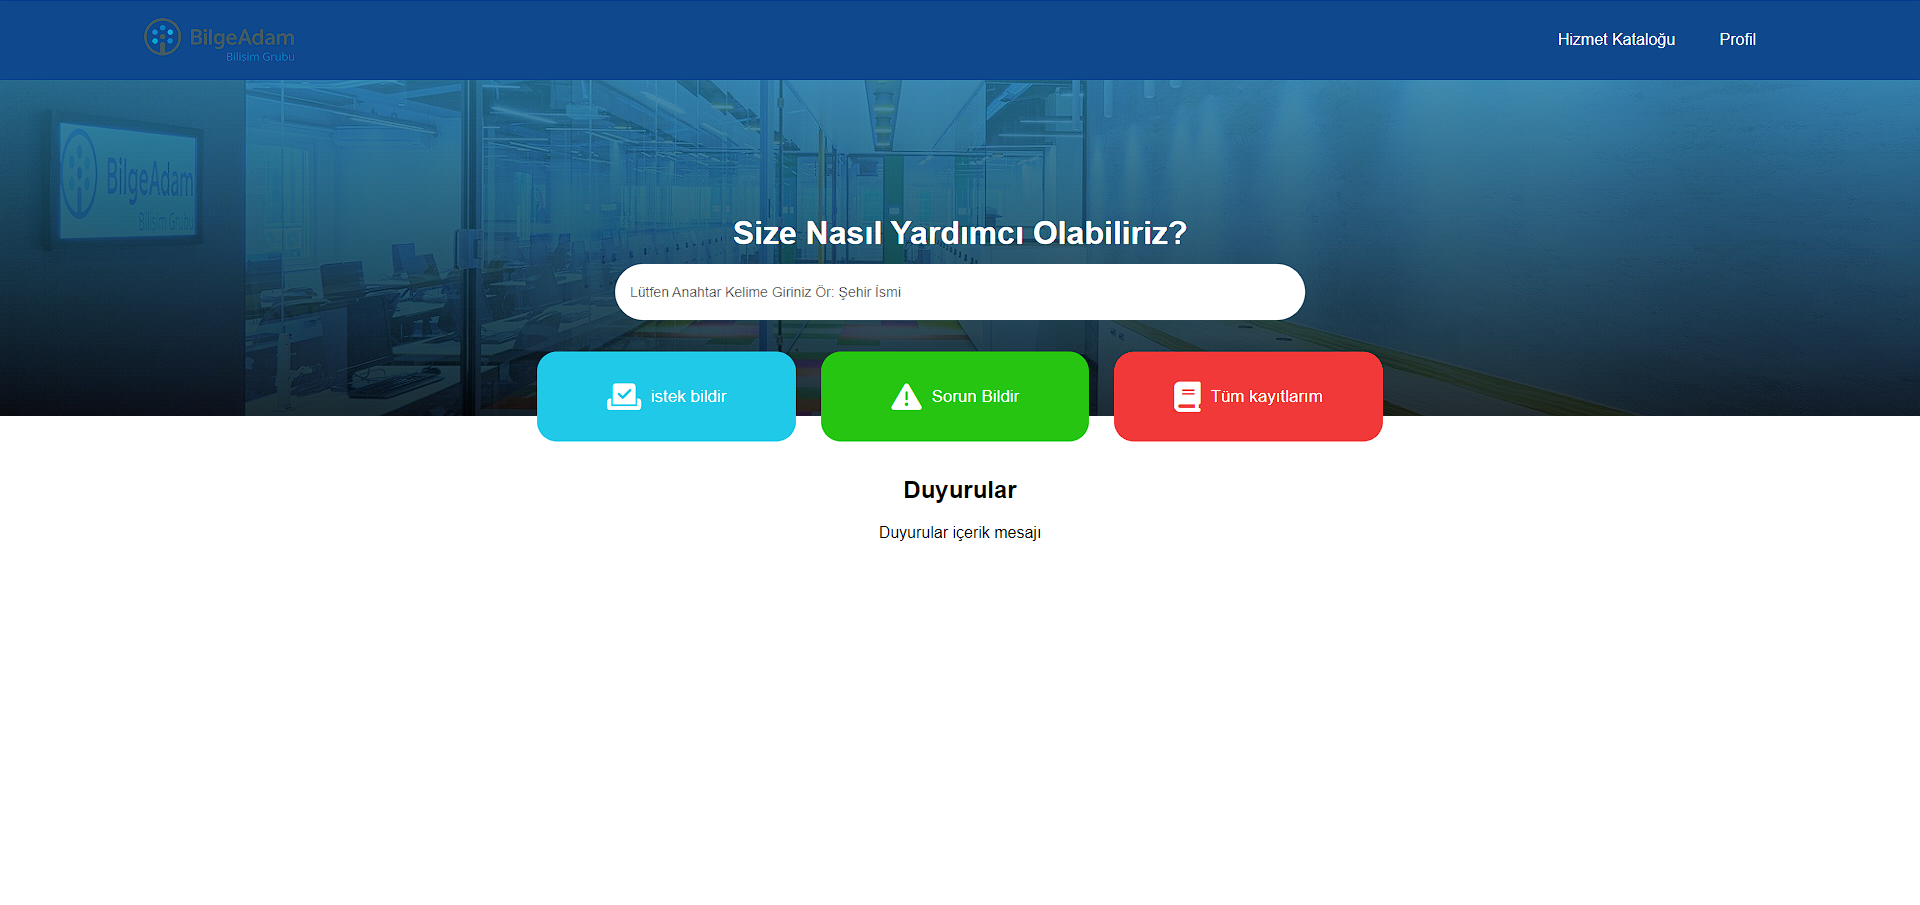 BilgeAdam
Bilişim Grubu
Hizmet Kataloğu
Profil
BilgeAdam
Bilişim Grubu
Size Nasıl Yardımcı Olabiliriz?
Lütfen Anahtar Kelime Giriniz Ör: Şehir İsmi
istek bildir
Sorun Bildir
Tüm kayıtlarım
Duyurular
Duyurular içerik mesajı